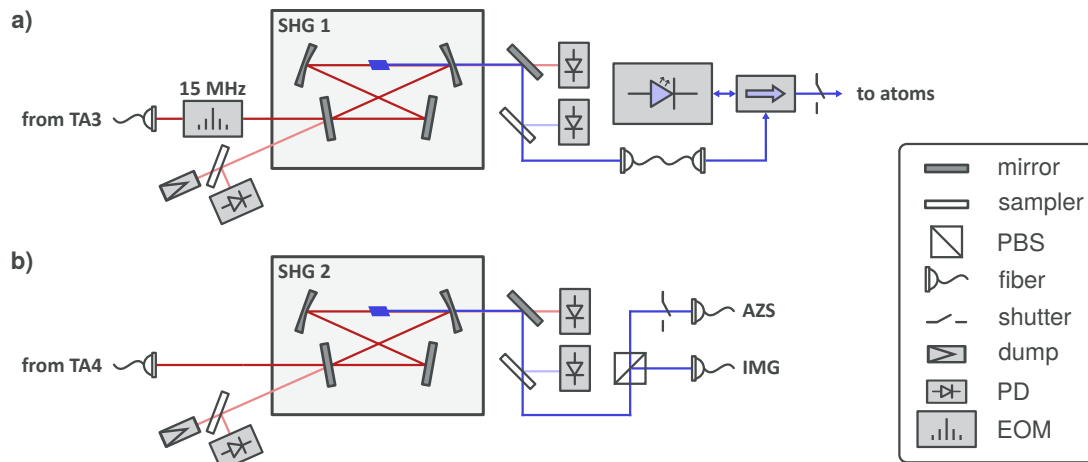 a)
SHG 1
15 MHz
from TA3
to atoms
b)
SHG 2
from TA4
AZS
IMG
mirror
sampler
PBS
fiber
shutter
dump
PD
EOM